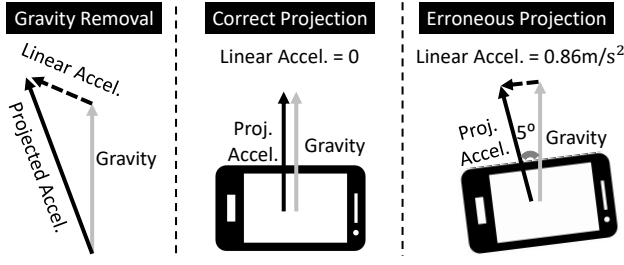 Gravity Removal
Linear Accel.
Projected Accel.
Gravity
Correct Projection
Linear Accel. = 0
Proj.
Accel.
Gravity
Erroneous Projection
Linear Accel. = 0.86m/s²
Proj.
Accel.
5º
Gravity